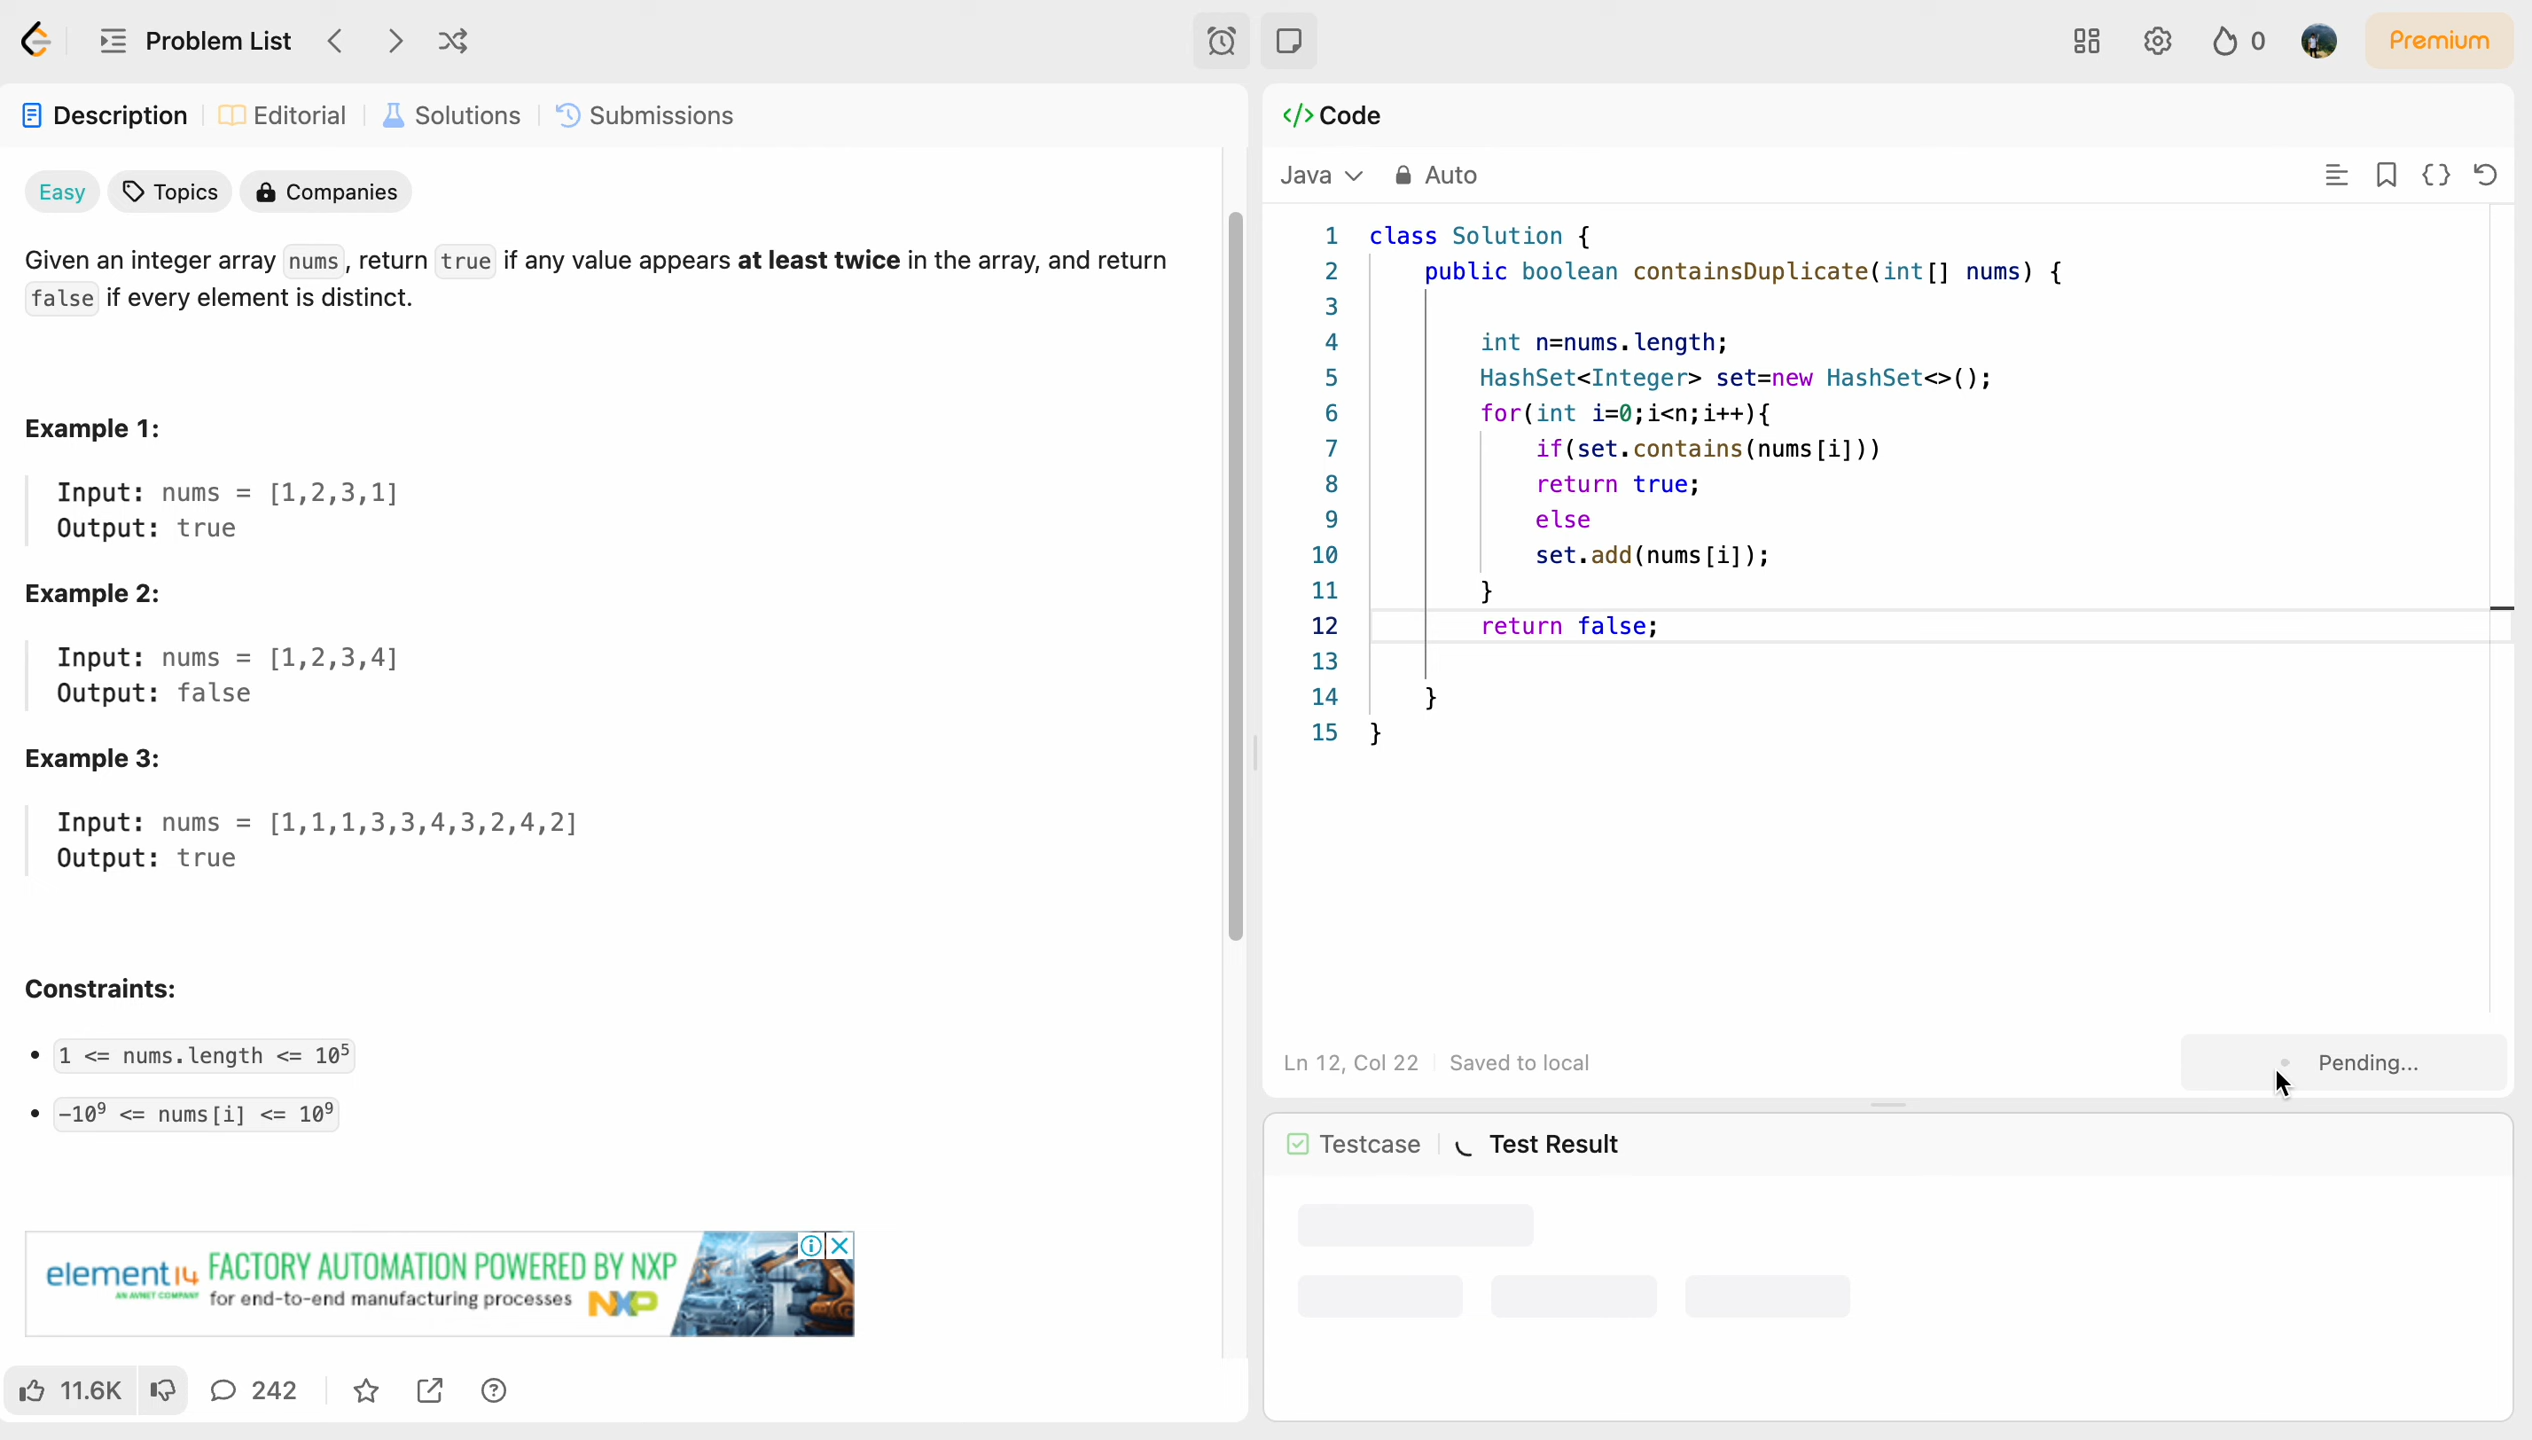 Problem List
0
Premium
Description
Editorial
Solutions
Submissions
Easy
Topics
Companies
Given an integer array nums, return true if any value appears at least twice in the array, and return
false if every element is distinct.
Example 1:
Input: nums = [1,2,3,1]
Output: true
Example 2:
Input: nums = [1,2,3,4]
Output: false
Example 3:
Input: nums = [1,1,1,3,3,4,3,2,4,2]
Output: true
Constraints:
1 <= nums.length <= 10⁵
-10⁹ <= nums[i] <= 10⁹
element14
AN AVNET COMPANY
FACTORY AUTOMATION POWERED BY NXP
for end-to-end manufacturing processes
NXP
11.6K
242
</> Code
Java
Auto
1 class Solution {
2     public boolean containsDuplicate(int[] nums) {
3
4         int n=nums.length;
5         HashSet<Integer> set=new HashSet<>();
6         for(int i=0;i<n;i++){
7             if(set.contains(nums[i]))
8             return true;
9             else
10             set.add(nums[i]);
11         }
12         return false;
13
14     }
15 }
Ln 12, Col 22
Saved to local
Pending...
Testcase
Test Result